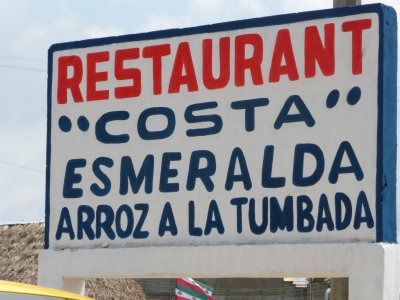 RESTAURANT
"COSTA"
ESMERALDA
ARROZ A LA TUMBADA